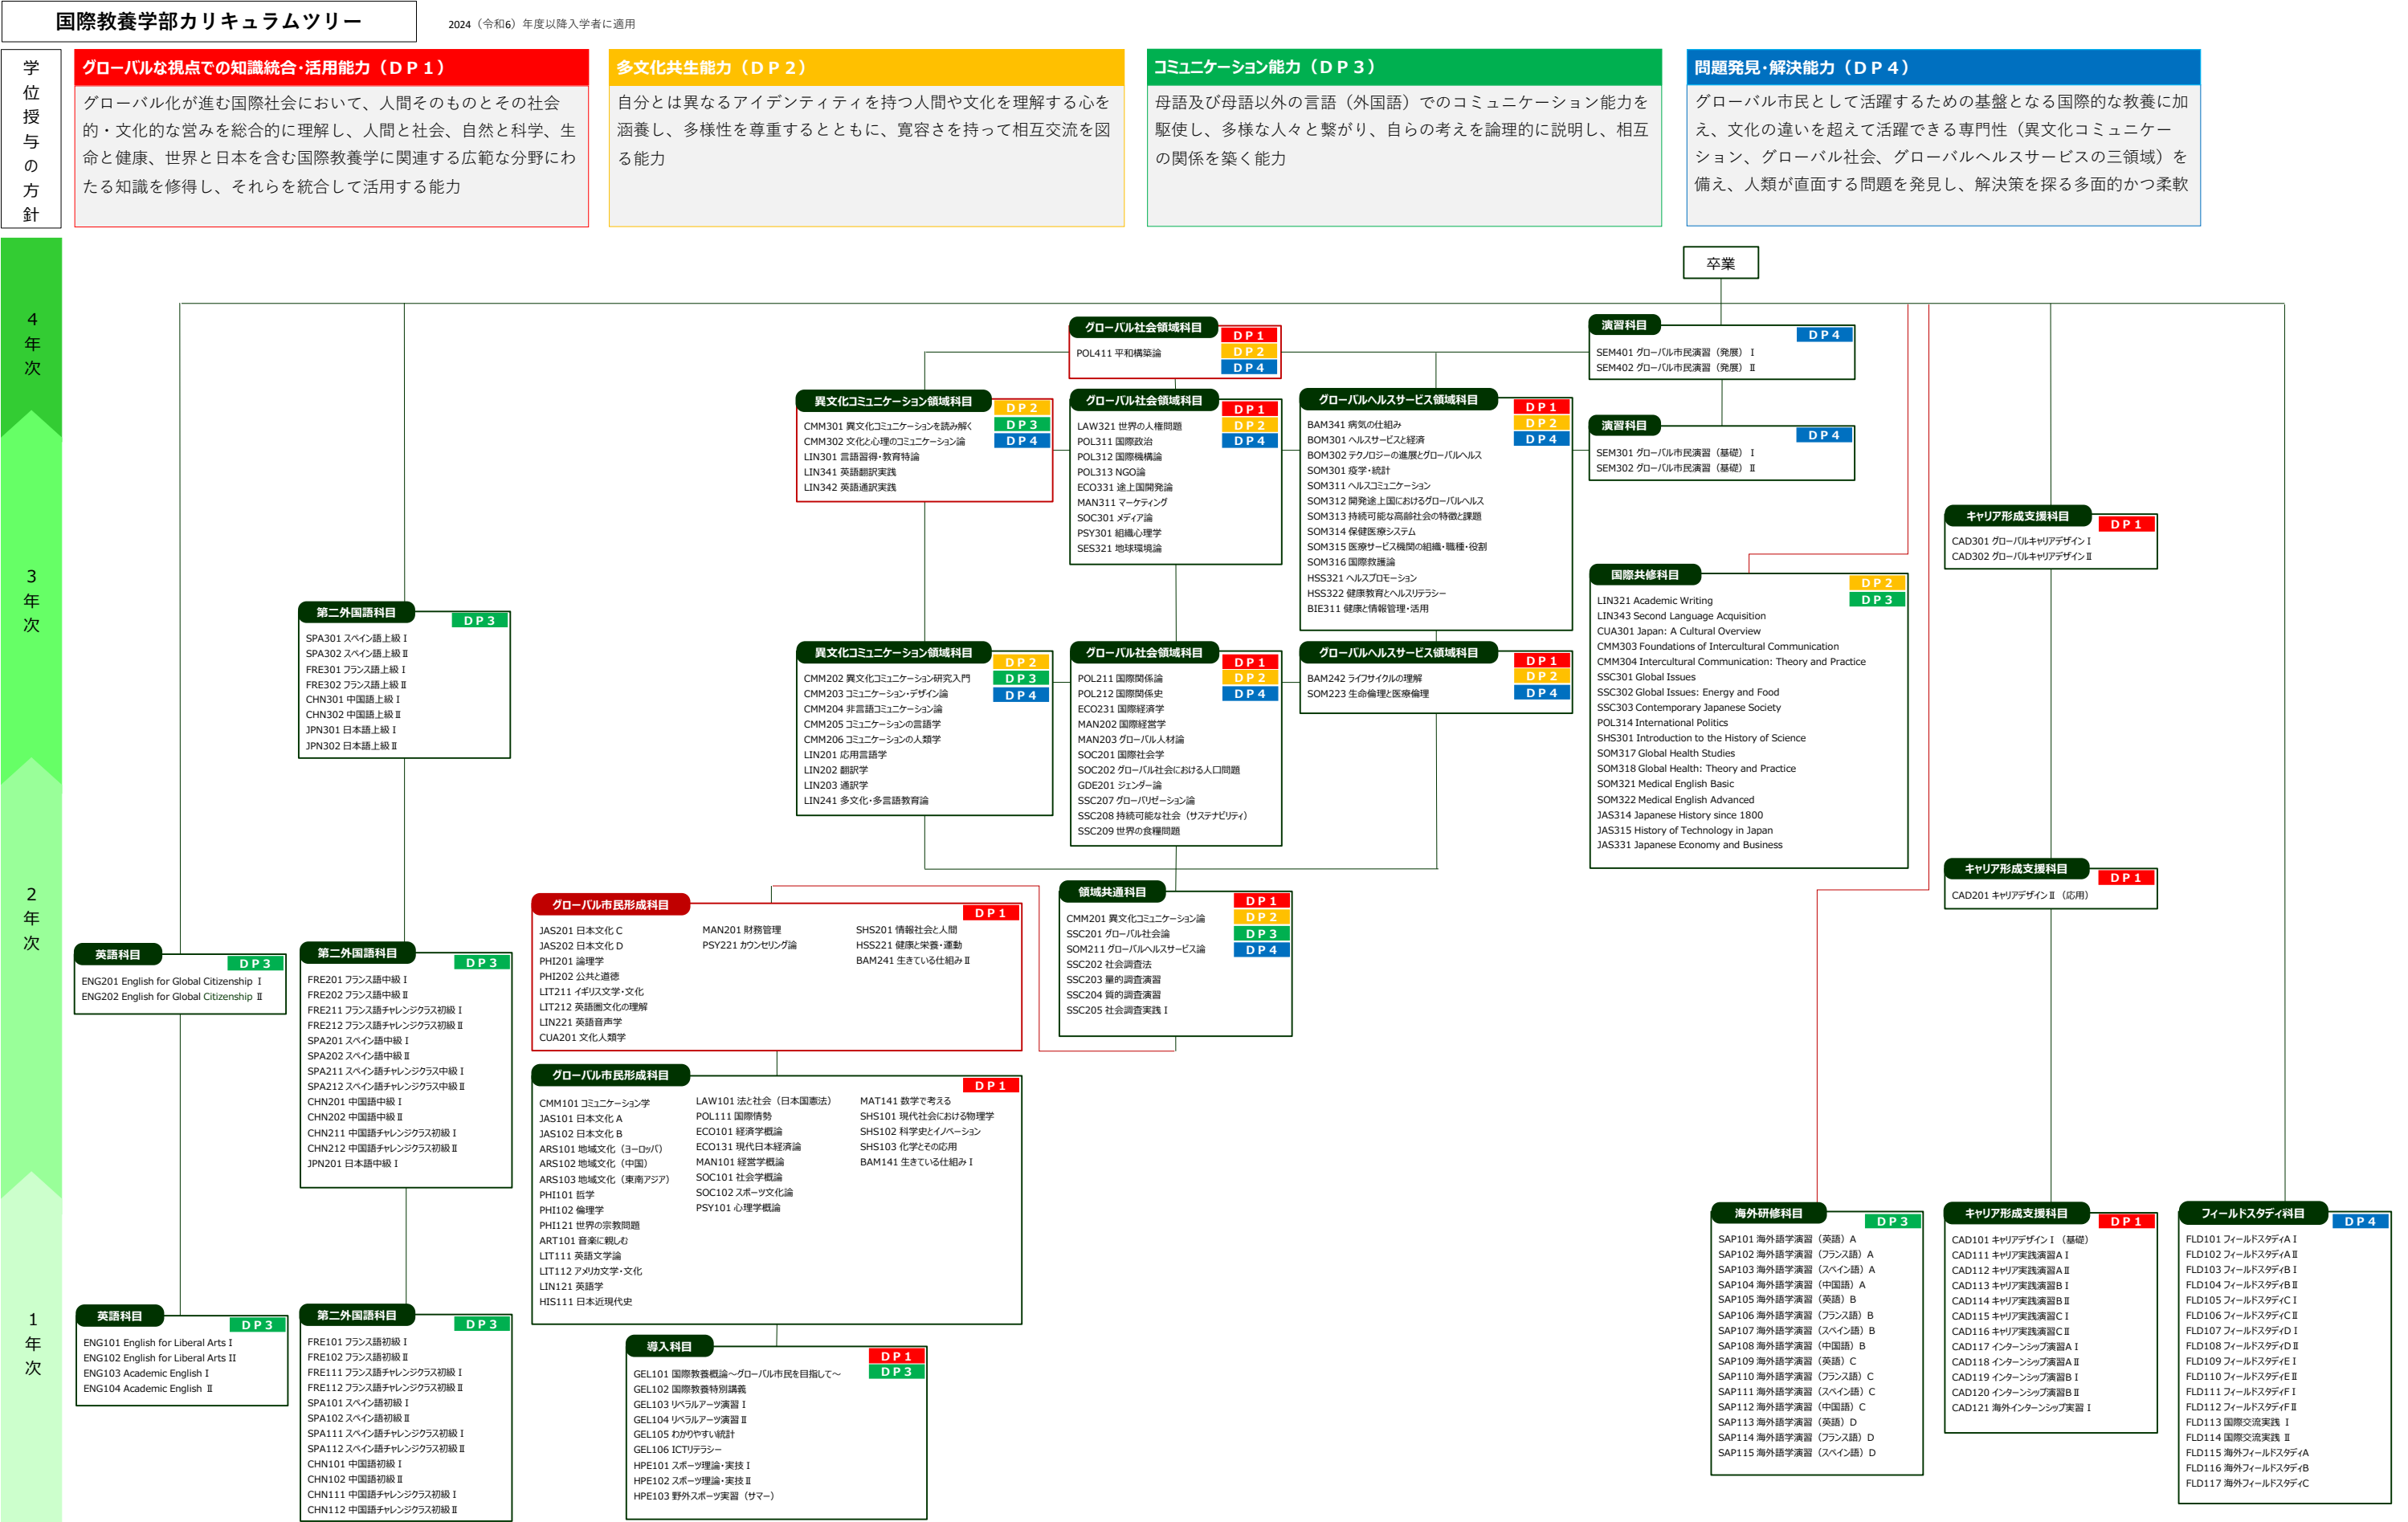 国際教養学部カリキュラムツリー
2024（令和6）年度以降入学者に適用
学位授与の方針
グローバルな視点での知識統合･活用能力（ＤＰ１）
グローバル化が進む国際社会において、人間そのものとその社会
的・文化的な営みを総合的に理解し、人間と社会、自然と科学、生
命と健康、世界と日本を含む国際教養学に関連する広範な分野にわ
たる知識を修得し、それらを統合して活用する能力
多文化共生能力（ＤＰ２）
自分とは異なるアイデンティティを持つ人間や文化を理解する心を
涵養し、多様性を尊重するとともに、寛容さを持って相互交流を図
る能力
コミュニケーション能力（ＤＰ３）
母語及び母語以外の言語（外国語）でのコミュニケーション能力を
駆使し、多様な人々と繋がり、自らの考えを論理的に説明し、相互
の関係を築く能力
問題発見･解決能力（ＤＰ４）
グローバル市民として活躍するための基盤となる国際的な教養に加
え、文化の違いを超えて活躍できる専門性（異文化コミュニケー
ション、グローバル社会、グローバルヘルスサービスの三領域）を
備え、人類が直面する問題を発見し、解決策を探る多面的かつ柔軟
卒業
4年次
グローバル社会領域科目
ＤＰ1
ＤＰ2
ＤＰ4
POL411 平和構築論
演習科目
ＤＰ4
SEM401 グローバル市民演習（発展）Ⅰ
SEM402 グローバル市民演習（発展）Ⅱ
3年次
異文化コミュニケーション領域科目
ＤＰ2
ＤＰ3
ＤＰ4
CMM301 異文化コミュニケーションを読み解く
CMM302 文化と心理のコミュニケーション論
LIN301 言語習得・教育特論
LIN341 英語翻訳実践
LIN342 英語通訳実践
グローバル社会領域科目
ＤＰ1
ＤＰ2
ＤＰ4
LAW321 世界の人権問題
POL311 国際政治
POL312 国際機構論
POL313 NGO論
ECO331 途上国開発論
MAN311 マーケティング
SOC301 メディア論
PSY301 組織心理学
SES321 地球環境論
グローバルヘルスサービス領域科目
ＤＰ1
ＤＰ2
ＤＰ4
BAM341 病気の仕組み
BOM301 ヘルスサービスと経済
BOM302 テクノロジーの進展とグローバルヘルス
SOM301 疫学・統計
SOM311 ヘルスコミュニケーション
SOM312 開発途上国におけるグローバルヘルス
SOM313 持続可能な高齢社会の特徴と課題
SOM314 保健医療システム
SOM315 医療サービス機関の組織・職種・役割
SOM316 国際救護論
HSS321 ヘルスプロモーション
HSS322 健康教育とヘルスリテラシー
BIE311 健康と情報管理・活用
演習科目
ＤＰ4
SEM301 グローバル市民演習（基礎）Ⅰ
SEM302 グローバル市民演習（基礎）Ⅱ
キャリア形成支援科目
ＤＰ1
CAD301 グローバルキャリアデザインⅠ
CAD302 グローバルキャリアデザインⅡ
国際共修科目
ＤＰ2
ＤＰ3
LIN321 Academic Writing
LIN343 Second Language Acquisition
CUA301 Japan: A Cultural Overview
CMM303 Foundations of Intercultural Communication
CMM304 Intercultural Communication: Theory and Practice
SSC301 Global Issues
SSC302 Global Issues: Energy and Food
SSC303 Contemporary Japanese Society
POL314 International Politics
SHS301 Introduction to the History of Science
SOM317 Global Health Studies
SOM318 Global Health: Theory and Practice
SOM321 Medical English Basic
SOM322 Medical English Advanced
JAS314 Japanese History since 1800
JAS315 History of Technology in Japan
JAS331 Japanese Economy and Business
第二外国語科目
ＤＰ3
SPA301 スペイン語上級Ⅰ
SPA302 スペイン語上級Ⅱ
FRE301 フランス語上級Ⅰ
FRE302 フランス語上級Ⅱ
CHN301 中国語上級Ⅰ
CHN302 中国語上級Ⅱ
JPN301 日本語上級Ⅰ
JPN302 日本語上級Ⅱ
異文化コミュニケーション領域科目
ＤＰ2
ＤＰ3
ＤＰ4
CMM202 異文化コミュニケーション研究入門
CMM203 コミュニケーション・デザイン論
CMM204 非言語コミュニケーション論
CMM205 コミュニケーションの言語学
CMM206 コミュニケーションの人類学
LIN201 応用言語学
LIN202 翻訳学
LIN203 通訳学
LIN241 多文化・多言語教育論
グローバル社会領域科目
ＤＰ1
ＤＰ2
ＤＰ4
POL211 国際関係論
POL212 国際関係史
ECO231 国際経済学
MAN202 国際経営学
MAN203 グローバル人材論
SOC201 国際社会学
SOC202 グローバル社会における人口問題
GDE201 ジェンダー論
SSC207 グローバリゼーション論
SSC208 持続可能な社会（サステナビリティ）
SSC209 世界の食糧問題
グローバルヘルスサービス領域科目
ＤＰ1
ＤＰ2
ＤＰ4
BAM242 ライフサイクルの理解
SOM223 生命倫理と医療倫理
2年次
キャリア形成支援科目
ＤＰ1
CAD201 キャリアデザインⅡ（応用）
領域共通科目
ＤＰ1
ＤＰ2
ＤＰ3
ＤＰ4
CMM201 異文化コミュニケーション論
SSC201 グローバル社会論
SOM211 グローバルヘルスサービス論
SSC202 社会調査法
SSC203 量的調査演習
SSC204 質的調査演習
SSC205 社会調査実践Ⅰ
グローバル市民形成科目
ＤＰ1
JAS201 日本文化 C
JAS202 日本文化 D
PHI201 論理学
PHI202 公共と道徳
LIT211 イギリス文学・文化
LIT212 英語圏文化の理解
LIN221 英語音声学
CUA201 文化人類学
MAN201 財務管理
PSY221 カウンセリング論
SHS201 情報社会と人間
HSS221 健康と栄養・運動
BAM241 生きている仕組みⅡ
英語科目
ＤＰ3
ENG201 English for Global Citizenship Ⅰ
ENG202 English for Global Citizenship Ⅱ
第二外国語科目
ＤＰ3
FRE201 フランス語中級Ⅰ
FRE202 フランス語中級Ⅱ
FRE211 フランス語チャレンジクラス初級Ⅰ
FRE212 フランス語チャレンジクラス初級Ⅱ
SPA201 スペイン語中級Ⅰ
SPA202 スペイン語中級Ⅱ
SPA211 スペイン語チャレンジクラス中級Ⅰ
SPA212 スペイン語チャレンジクラス中級Ⅱ
CHN201 中国語中級Ⅰ
CHN202 中国語中級Ⅱ
CHN211 中国語チャレンジクラス初級Ⅰ
CHN212 中国語チャレンジクラス初級Ⅱ
JPN201 日本語中級Ⅰ
グローバル市民形成科目
ＤＰ1
CMM101 コミュニケーション学
JAS101 日本文化 A
JAS102 日本文化 B
ARS101 地域文化（ヨーロッパ）
ARS102 地域文化（中国）
ARS103 地域文化（東南アジア）
PHI101 哲学
PHI102 倫理学
PHI121 世界の宗教問題
ART101 音楽に親しむ
LIT111 英語文学論
LIT112 アメリカ文学・文化
LIN121 英語学
HIS111 日本近現代史
LAW101 法と社会（日本国憲法）
POL111 国際情勢
ECO101 経済学概論
ECO131 現代日本経済論
MAN101 経営学概論
SOC101 社会学概論
SOC102 スポーツ文化論
PSY101 心理学概論
MAT141 数学で考える
SHS101 現代社会における物理学
SHS102 科学史とイノベーション
SHS103 化学とその応用
BAM141 生きている仕組みⅠ
1年次
英語科目
ＤＰ3
ENG101 English for Liberal Arts I
ENG102 English for Liberal Arts II
ENG103 Academic English Ⅰ
ENG104 Academic English Ⅱ
第二外国語科目
ＤＰ3
FRE101 フランス語初級Ⅰ
FRE102 フランス語初級Ⅱ
FRE111 フランス語チャレンジクラス初級Ⅰ
FRE112 フランス語チャレンジクラス初級Ⅱ
SPA101 スペイン語初級Ⅰ
SPA102 スペイン語初級Ⅱ
SPA111 スペイン語チャレンジクラス初級Ⅰ
SPA112 スペイン語チャレンジクラス初級Ⅱ
CHN101 中国語初級Ⅰ
CHN102 中国語初級Ⅱ
CHN111 中国語チャレンジクラス初級Ⅰ
CHN112 中国語チャレンジクラス初級Ⅱ
導入科目
ＤＰ1
ＤＰ3
GEL101 国際教養概論～グローバル市民を目指して～
GEL102 国際教養特別講義
GEL103 リベラルアーツ演習Ⅰ
GEL104 リベラルアーツ演習Ⅱ
GEL105 わかりやすい統計
GEL106 ICTリテラシー
HPE101 スポーツ理論・実技Ⅰ
HPE102 スポーツ理論・実技Ⅱ
HPE103 野外スポーツ実習（サマー）
海外研修科目
ＤＰ3
SAP101 海外語学演習（英語）A
SAP102 海外語学演習（フランス語）A
SAP103 海外語学演習（スペイン語）A
SAP104 海外語学演習（中国語）A
SAP105 海外語学演習（英語）B
SAP106 海外語学演習（フランス語）B
SAP107 海外語学演習（スペイン語）B
SAP108 海外語学演習（中国語）B
SAP109 海外語学演習（英語）C
SAP110 海外語学演習（フランス語）C
SAP111 海外語学演習（スペイン語）C
SAP112 海外語学演習（中国語）C
SAP113 海外語学演習（英語）D
SAP114 海外語学演習（フランス語）D
SAP115 海外語学演習（スペイン語）D
キャリア形成支援科目
ＤＰ1
CAD101 キャリアデザインⅠ（基礎）
CAD111 キャリア実践演習AⅠ
CAD112 キャリア実践演習AⅡ
CAD113 キャリア実践演習BⅠ
CAD114 キャリア実践演習BⅡ
CAD115 キャリア実践演習CⅠ
CAD116 キャリア実践演習CⅡ
CAD117 インターンシップ演習AⅠ
CAD118 インターンシップ演習AⅡ
CAD119 インターンシップ演習BⅠ
CAD120 インターンシップ演習BⅡ
CAD121 海外インターンシップ実習Ⅰ
フィールドスタディ科目
ＤＰ4
FLD101 フィールドスタディAⅠ
FLD102 フィールドスタディAⅡ
FLD103 フィールドスタディBⅠ
FLD104 フィールドスタディBⅡ
FLD105 フィールドスタディCⅠ
FLD106 フィールドスタディCⅡ
FLD107 フィールドスタディDⅠ
FLD108 フィールドスタディDⅡ
FLD109 フィールドスタディEⅠ
FLD110 フィールドスタディEⅡ
FLD111 フィールドスタディFⅠ
FLD112 フィールドスタディFⅡ
FLD113 国際交流実践 Ⅰ
FLD114 国際交流実践 Ⅱ
FLD115 海外フィールドスタディA
FLD116 海外フィールドスタディB
FLD117 海外フィールドスタディC